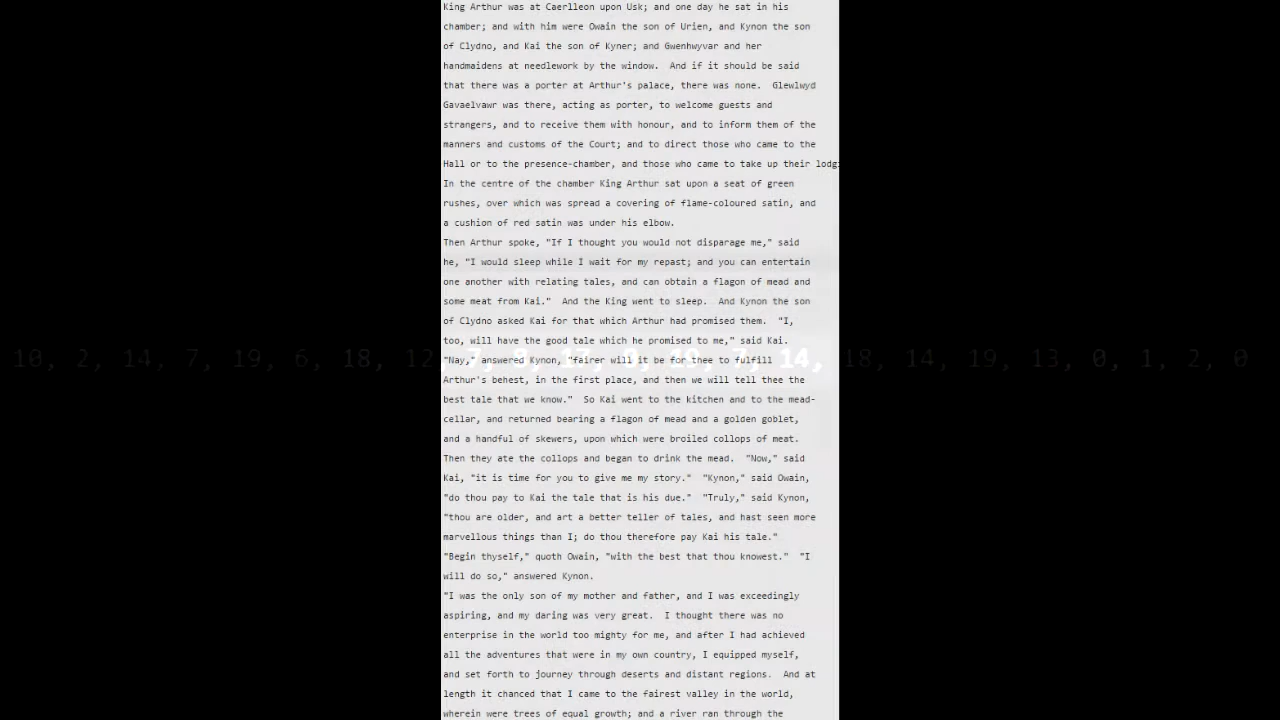 King Arthur was at Caerlleon upon Usk; and one day he sat in his
chamber; and with him were Owain the son of Urien, and Kynon the son
of Clydno, and Kai the son of Kyner; and Gwenhwyvar and her
handmaidens at needlework by the window.  And if it should be said
that there was a porter at Arthur's palace, there was none.  Glewlwyd
Gavaelvawr was there, acting as porter, to welcome guests and
strangers, and to receive them with honour, and to inform them of the
manners and customs of the Court; and to direct those who came to the
Hall or to the presence-chamber, and those who came to take up their lodg
In the centre of the chamber King Arthur sat upon a seat of green
rushes, over which was spread a covering of flame-coloured satin, and
a cushion of red satin was under his elbow.
Then Arthur spoke, "If I thought you would not disparage me," said
he, "I would sleep while I wait for my repast; and you can entertain
one another with relating tales, and can obtain a flagon of mead and
some meat from Kai."  And the King went to sleep.  And Kynon the son
of Clydno asked Kai for that which Arthur had promised them.  "I,
too, will have the good tale which he promised to me," said Kai.
"Nay," answered Kynon, "fairer will it be for thee to fulfill
10, 2, 14, 7, 19, 6, 18, 12, 7, 8, 17, 8, 19, 7, 14, 18, 14, 19, 13, 0, 1, 2, 0
Arthur's behest, in the first place, and then we will tell thee the
best tale that we know."  So Kai went to the kitchen and to the mead-
cellar, and returned bearing a flagon of mead and a golden goblet,
and a handful of skewers, upon which were broiled collops of meat.
Then they ate the collops and began to drink the mead.  "Now," said
Kai, "it is time for you to give me my story."  "Kynon," said Owain,
"do thou pay to Kai the tale that is his due."  "Truly," said Kynon,
"thou are older, and art a better teller of tales, and hast seen more
marvellous things than I; do thou therefore pay Kai his tale."
"Begin thyself," quoth Owain, "with the best that thou knowest."  "I
will do so," answered Kynon.
"I was the only son of my mother and father, and I was exceedingly
aspiring, and my daring was very great.  I thought there was no
enterprise in the world too mighty for me, and after I had achieved
all the adventures that were in my own country, I equipped myself,
and set forth to journey through deserts and distant regions.  And at
length it chanced that I came to the fairest valley in the world,
wherein were trees of equal growth; and a river ran through the